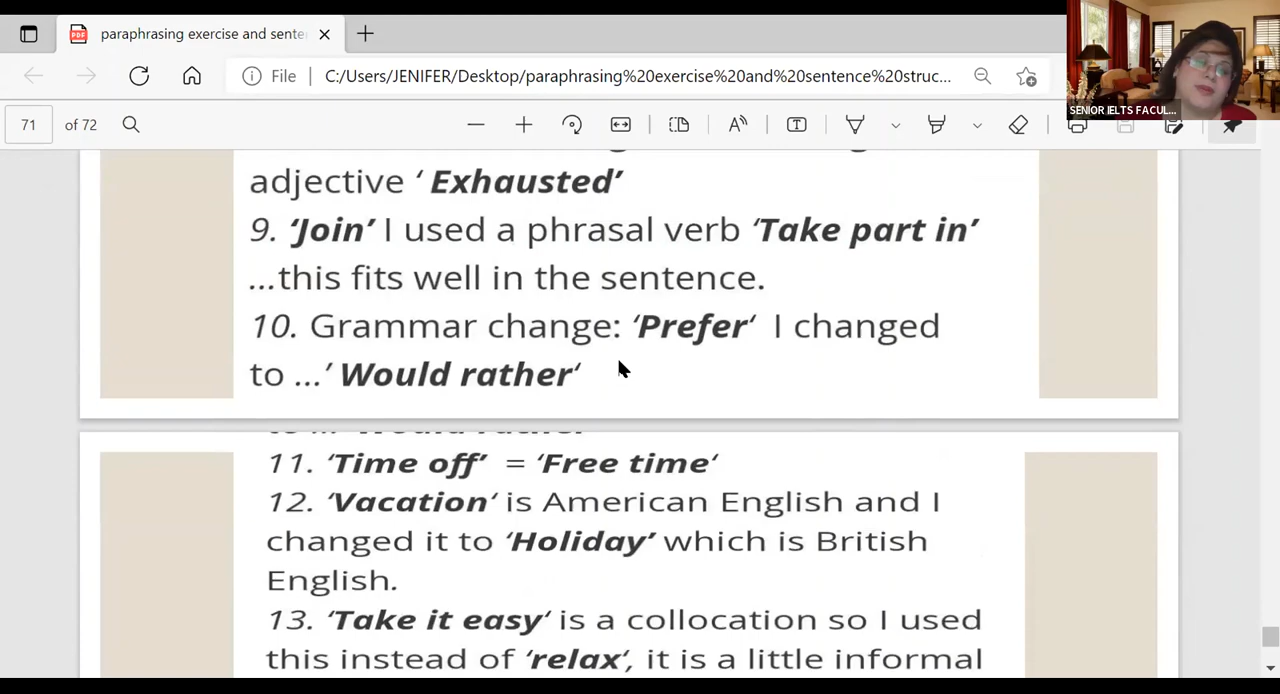 paraphrasing exercise and sente
File
C:/Users/JENIFER/Desktop/paraphrasing%20exercise%20and%20sentence%20struc...
SENIOR IELTS FACUL...
71 of 72
adjective ‘ Exhausted’
9. ‘Join’ I used a phrasal verb ‘Take part in’
...this fits well in the sentence.
10. Grammar change: ‘Prefer‘ I changed
to ...’ Would rather‘
11. ‘Time off’ = ‘Free time‘
12. ‘Vacation‘ is American English and I
changed it to ‘Holiday’ which is British
English.
13. ‘Take it easy‘ is a collocation so I used
this instead of ‘relax‘, it is a little informal